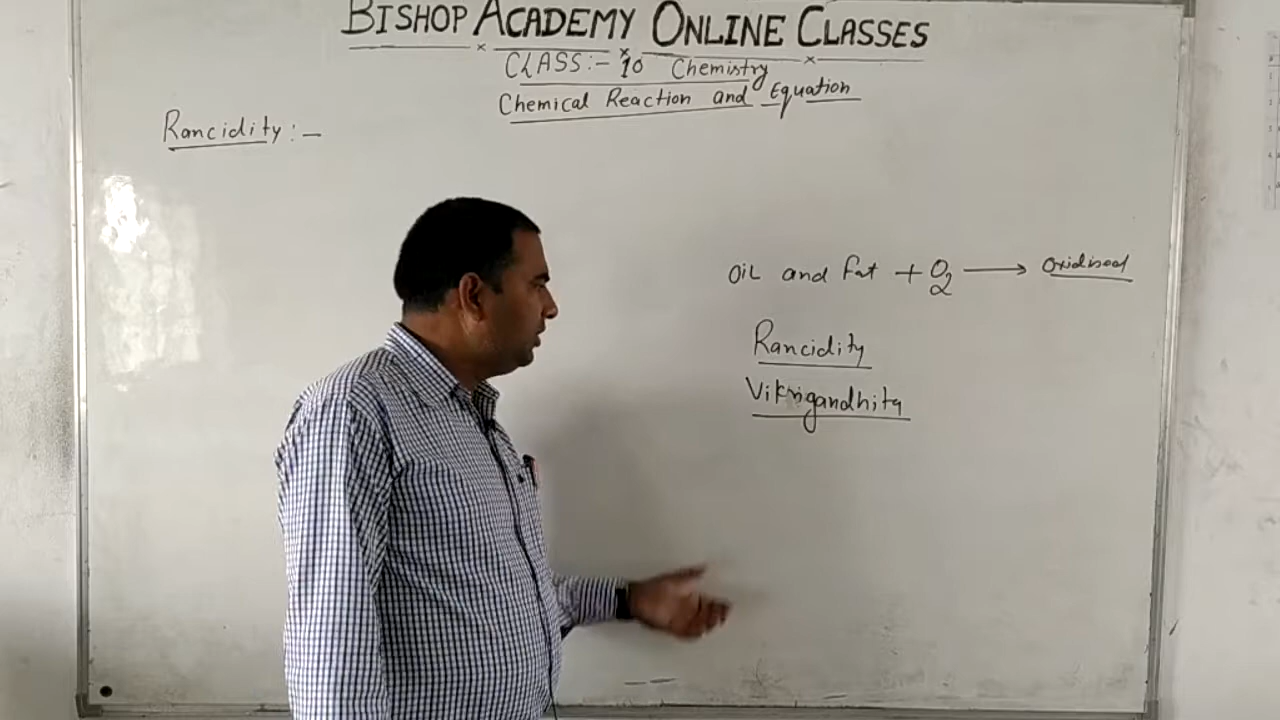 BISHOP ACADEMY ONLINE CLASSES
CLASS:- 10 Chemistry
Chemical Reaction and Equation
Rancidity:-
Oil and fat + O2 → Oxidised
Rancidity
Vikrigandhita